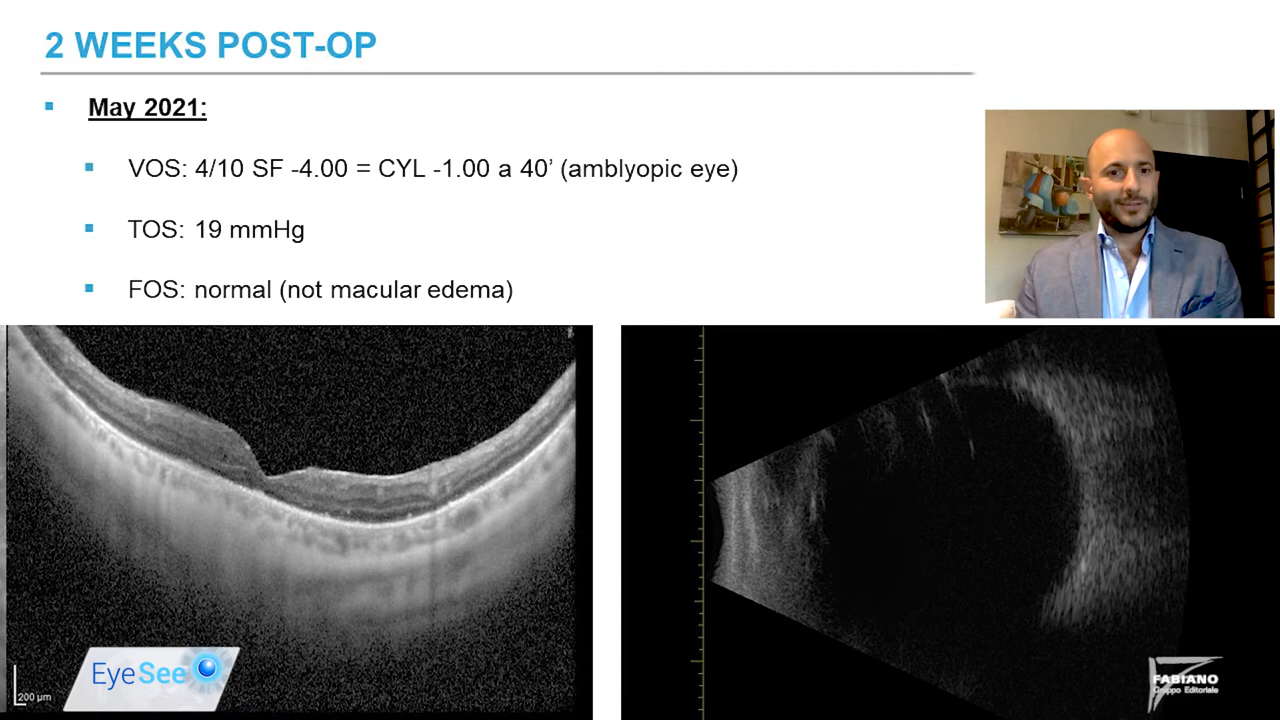 2 WEEKS POST-OP
May 2021:
VOS: 4/10 SF -4.00 = CYL -1.00 a 40’ (amblyopic eye)
TOS: 19 mmHg
FOS: normal (not macular edema)
200 µm
EyeSee
FABIANO
Gruppo Editoriale